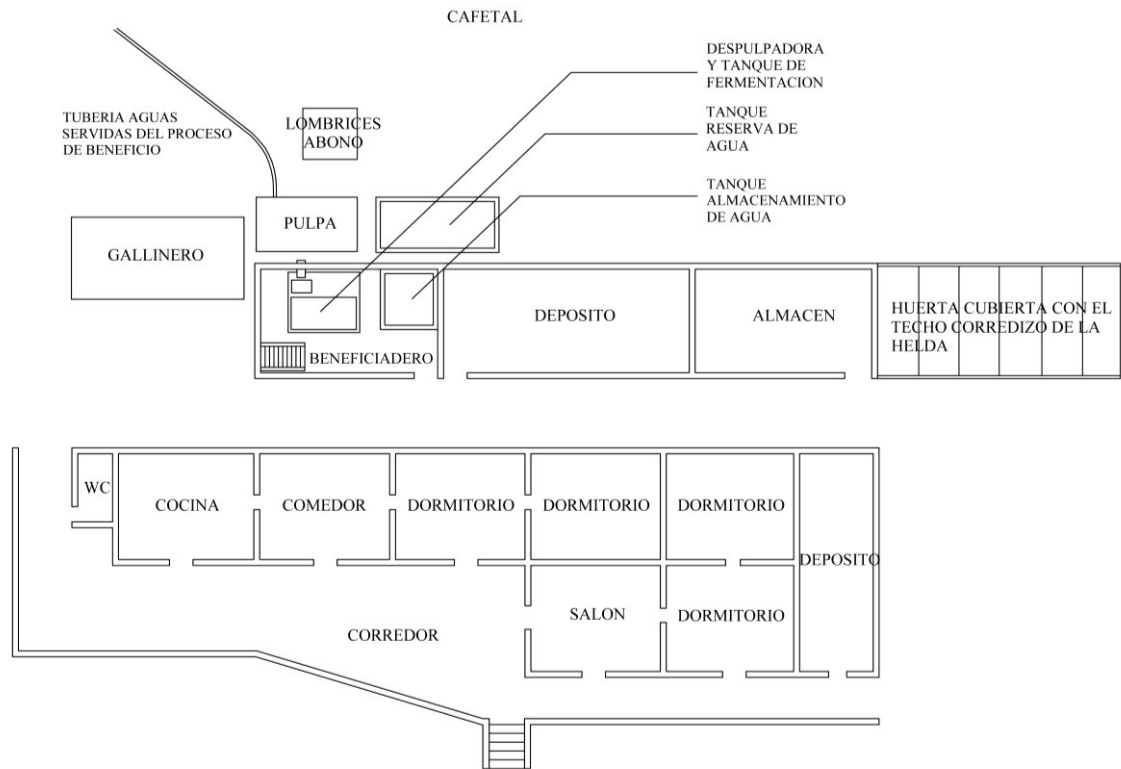 CAFETAL
DESPULPADORA
Y TANQUE DE
FERMENTACION
TUBERIA AGUAS
SERVIDAS DEL PROCESO
DE BENEFICIO
LOMBRICES
ABONO
TANQUE
RESERVA DE
AGUA
TANQUE
ALMACENAMIENTO
DE AGUA
GALLINERO
PULPA
BENEFICIADERO
DEPOSITO
ALMACEN
HUERTA CUBIERTA CON EL
TECHO CORREDIZO DE LA
HELDA
WC
COCINA
COMEDOR
DORMITORIO
DORMITORIO
DORMITORIO
DEPOSITO
CORREDOR
SALON
DORMITORIO